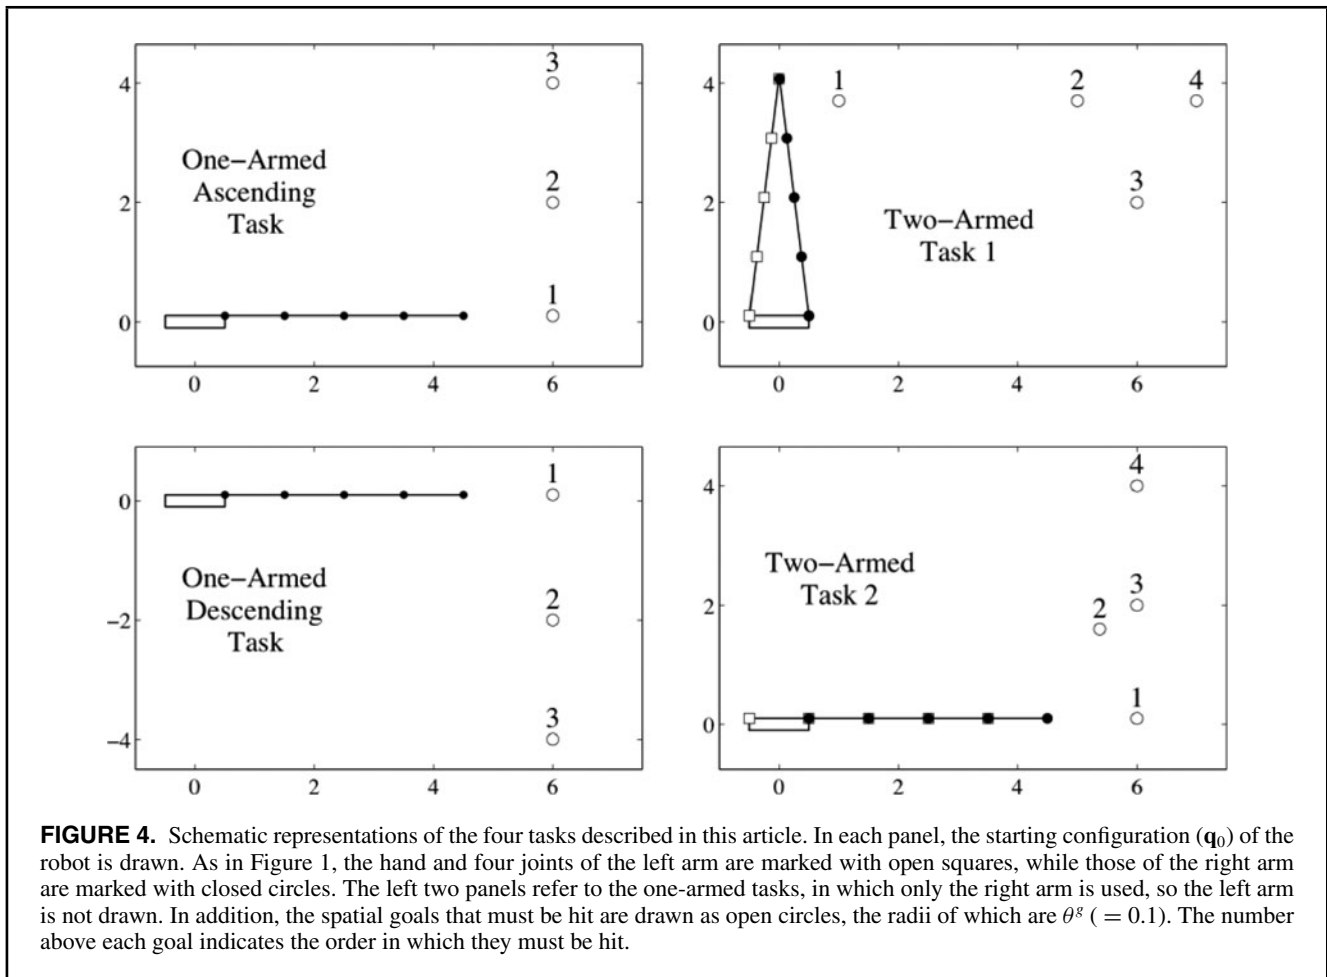 3
4
One−Armed
Ascending
Task
2
2
1
0
0
2
4
6
1
2
4
4
3
2
Two−Armed
Task 1
0
0
2
4
6
1
0
One−Armed
Descending
Task
2
−2
3
−4
0
2
4
6
4
4
Two−Armed
Task 2
3
2
2
1
0
0
2
4
6
FIGURE 4. Schematic representations of the four tasks described in this article. In each panel, the starting configuration (q₀) of the
robot is drawn. As in Figure 1, the hand and four joints of the left arm are marked with open squares, while those of the right arm
are marked with closed circles. The left two panels refer to the one-armed tasks, in which only the right arm is used, so the left arm
is not drawn. In addition, the spatial goals that must be hit are drawn as open circles, the radii of which are θᵍ ( = 0.1). The number
above each goal indicates the order in which they must be hit.